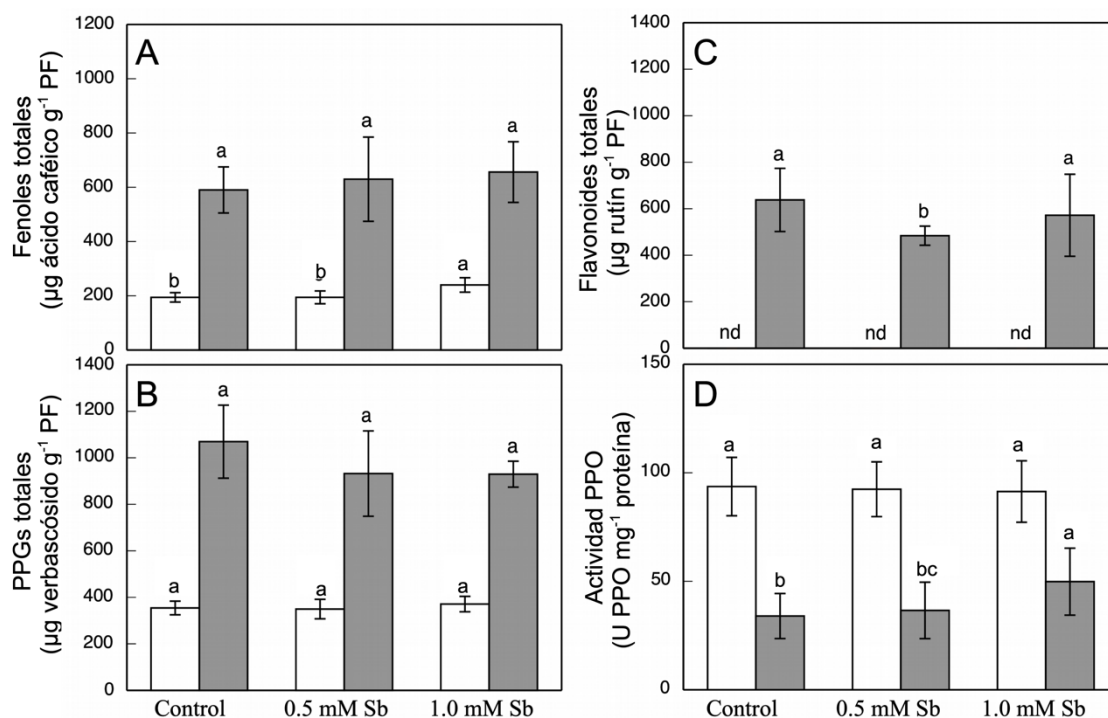 A
Fenoles totales
(µg ácido caféico g-1 PF)
1200
1000
800
600
400
200
0
b
a
b
a
a
a
B
PPGs totales
(µg verbascósido g-1 PF)
1400
1200
1000
800
600
400
200
0
a
a
a
a
a
a
Control
0.5 mM Sb
1.0 mM Sb
C
Flavonoides totales
(µg rutín g-1 PF)
1400
1200
1000
800
600
400
200
0
nd
a
nd
b
nd
a
D
Actividad PPO
(U PPO mg-1 proteína)
150
100
50
0
a
b
a
bc
a
a
Control
0.5 mM Sb
1.0 mM Sb